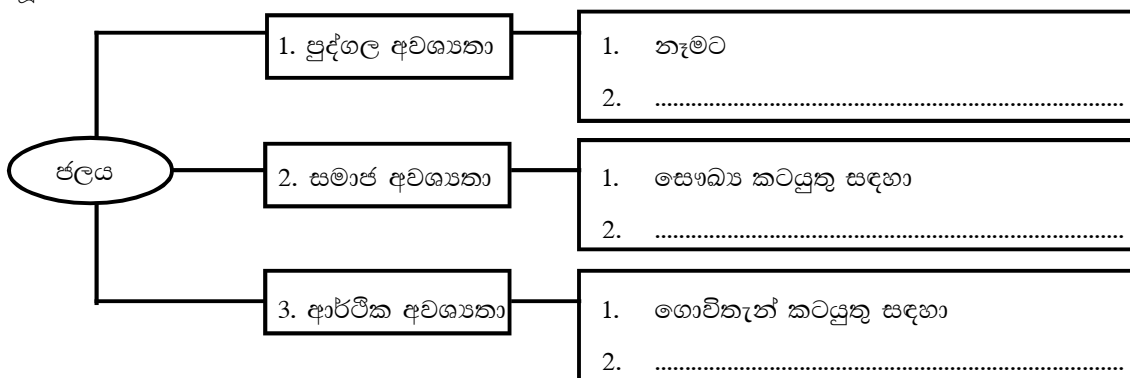 1. පුද්ගල අවශ්‍යතා
1. නෑමට
2. ..............................................................................
ජලය
2. සමාජ අවශ්‍යතා
1. සෞඛ්‍ය කටයුතු සඳහා
2. ..............................................................................
3. ආර්ථික අවශ්‍යතා
1. ගොවිතැන් කටයුතු සඳහා
2. ..............................................................................